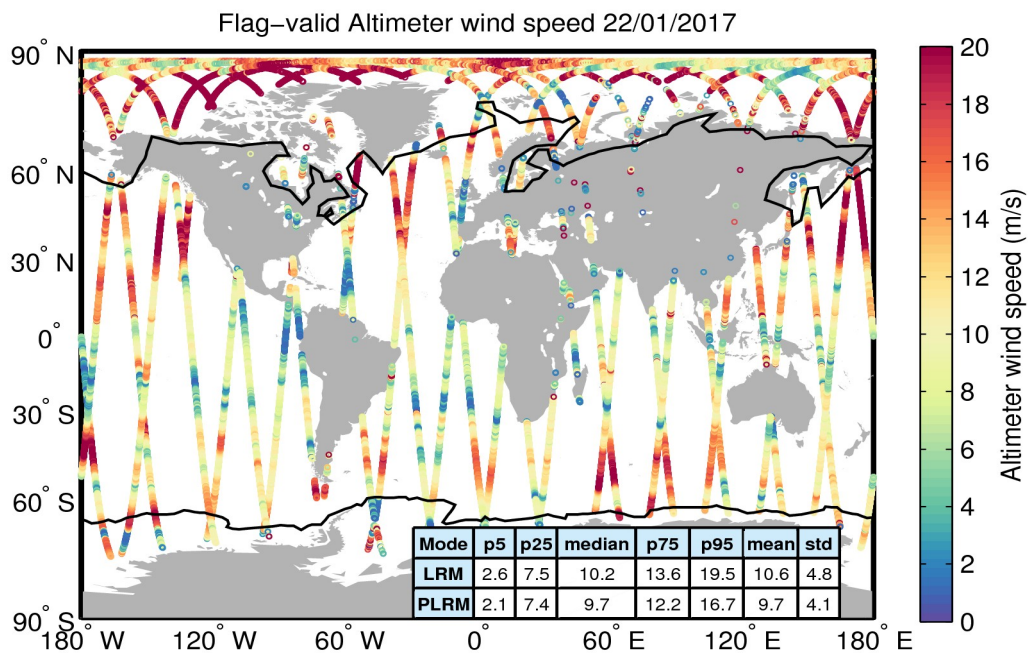 Flag−valid Altimeter wind speed 22/01/2017
90° N
60° N
30° N
0°
30° S
60° S
90° S
180° W
120° W
60° W
0°
60° E
120° E
180° E
Mode p5 p25 median p75 p95 mean std
LRM 2.6 7.5 10.2 13.6 19.5 10.6 4.8
PLRM 2.1 7.4 9.7 12.2 16.7 9.7 4.1
20
18
16
14
12
10
8
6
4
2
0
Altimeter wind speed (m/s)